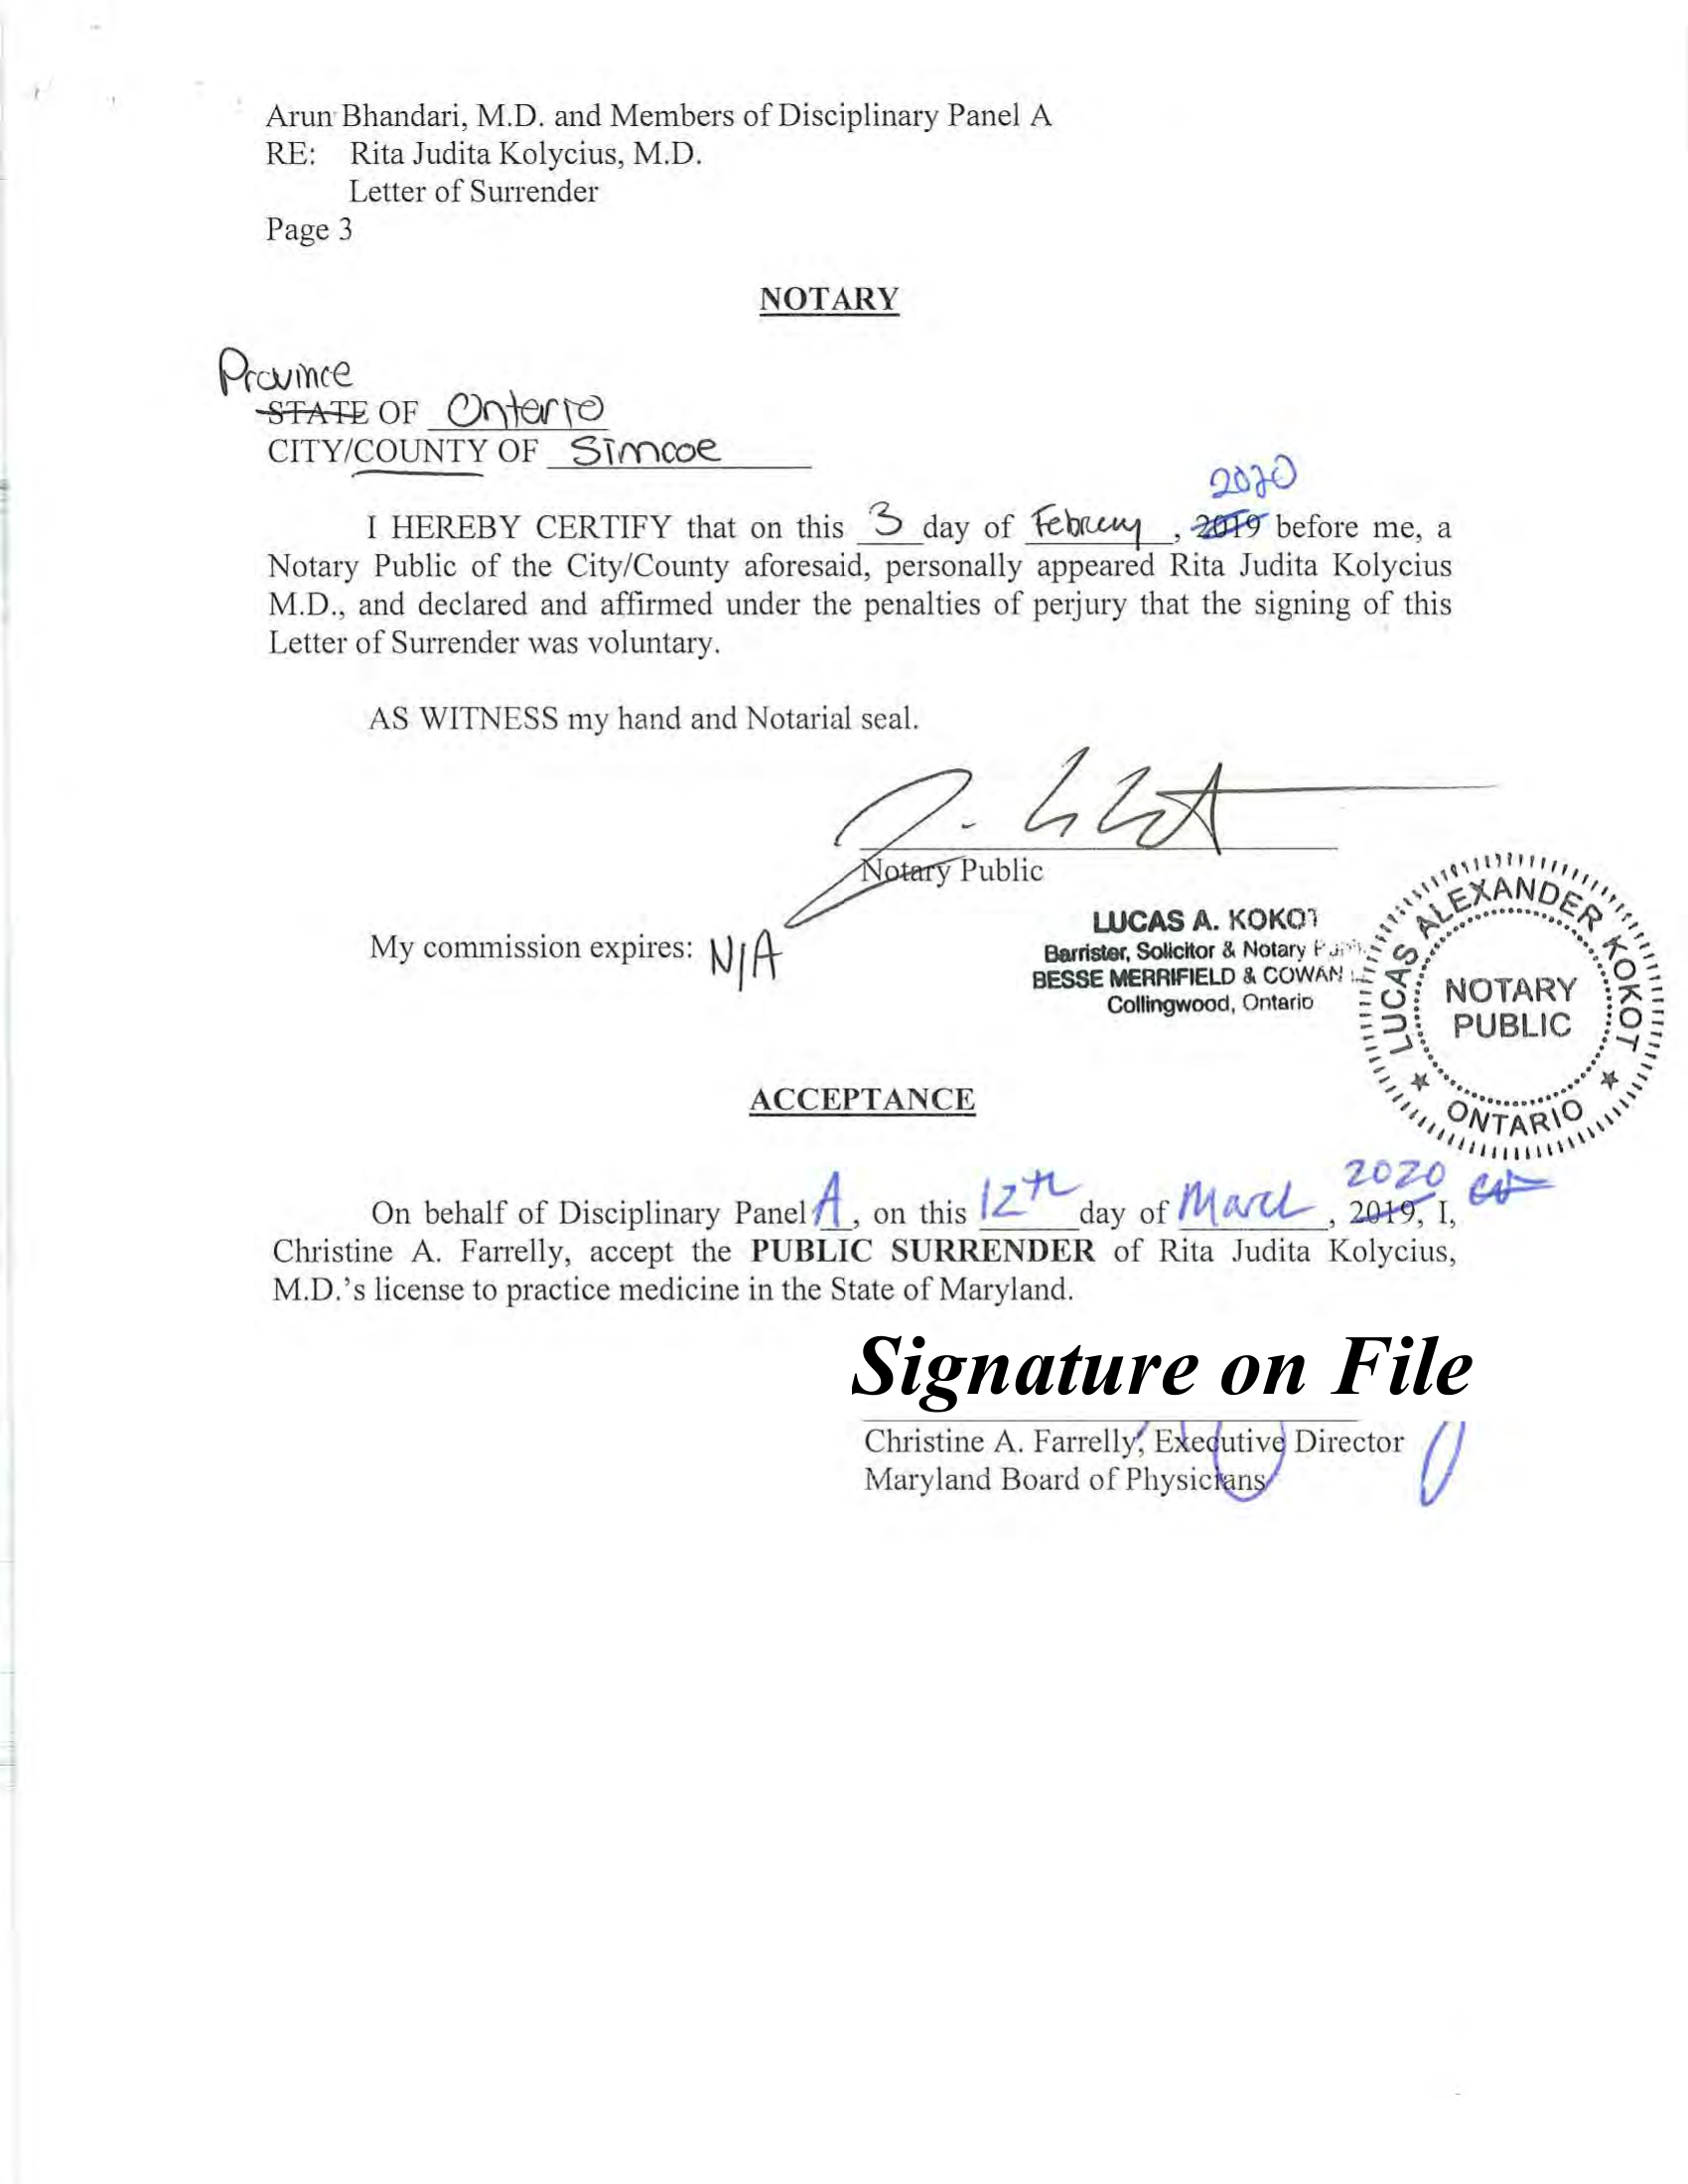 Arun Bhandari, M.D. and Members of Disciplinary Panel A
RE: Rita Judita Kolycius, M.D.
Letter of Surrender
Page 3
NOTARY
Province
STATE OF Ontario
CITY/COUNTY OF Simcoe
2020
I HEREBY CERTIFY that on this 3 day of February, 2019 before me, a
Notary Public of the City/County aforesaid, personally appeared Rita Judita Kolycius
M.D., and declared and affirmed under the penalties of perjury that the signing of this
Letter of Surrender was voluntary.
AS WITNESS my hand and Notarial seal.
Notary Public
My commission expires: N/A
LUCAS A. KOKOT
Barrister, Solicitor & Notary
BESSE MERRIFIELD & COWAN
Collingwood, Ontario
LUCAS ALEXANDER KOKOT
NOTARY
PUBLIC
ONTARIO
ACCEPTANCE
2020
On behalf of Disciplinary Panel A, on this 12th day of March, 2019, I,
Christine A. Farrelly, accept the PUBLIC SURRENDER of Rita Judita Kolycius,
M.D.'s license to practice medicine in the State of Maryland.
Signature on File
Christine A. Farrelly, Executive Director
Maryland Board of Physicians